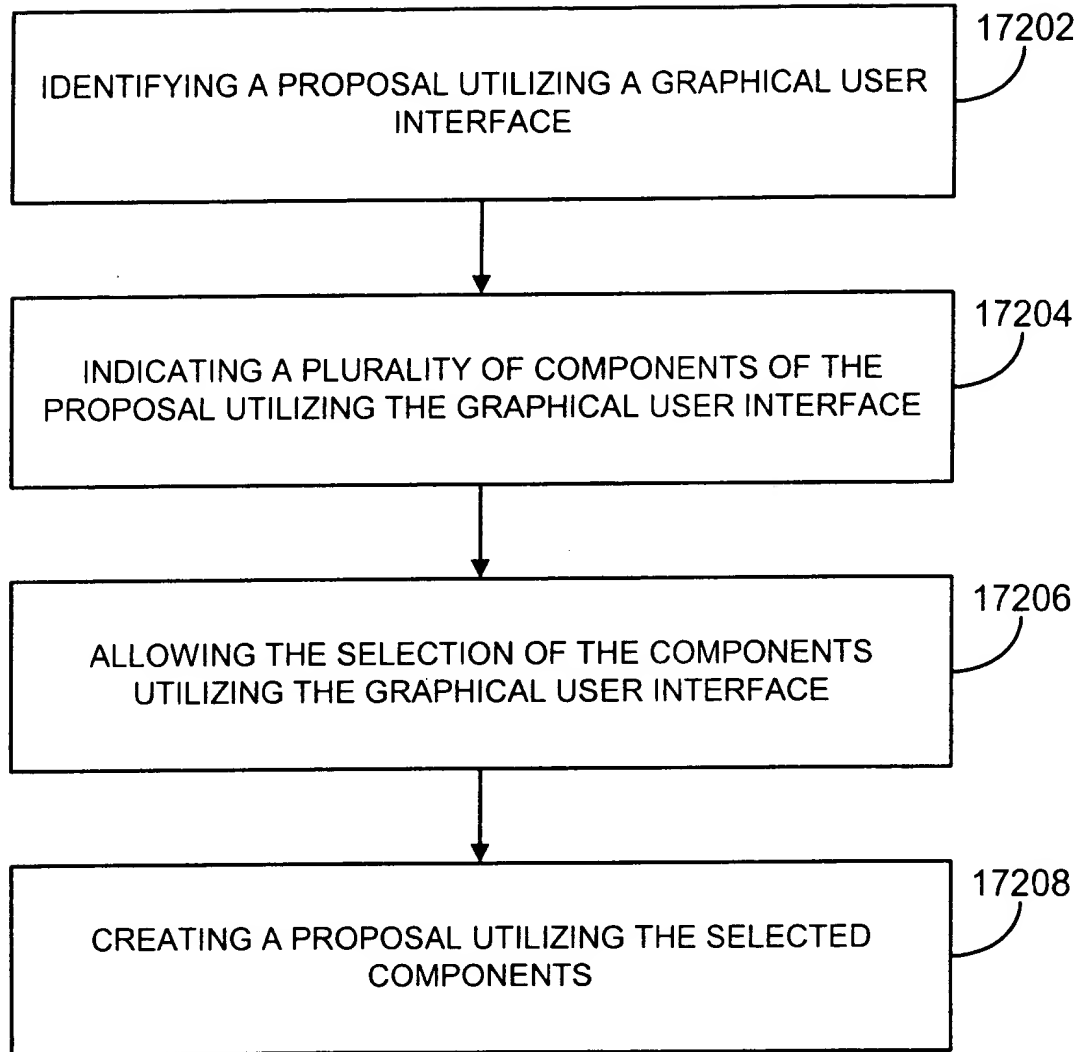 17202
IDENTIFYING A PROPOSAL UTILIZING A GRAPHICAL USER
INTERFACE
17204
INDICATING A PLURALITY OF COMPONENTS OF THE
PROPOSAL UTILIZING THE GRAPHICAL USER INTERFACE
17206
ALLOWING THE SELECTION OF THE COMPONENTS
UTILIZING THE GRAPHICAL USER INTERFACE
17208
CREATING A PROPOSAL UTILIZING THE SELECTED
COMPONENTS